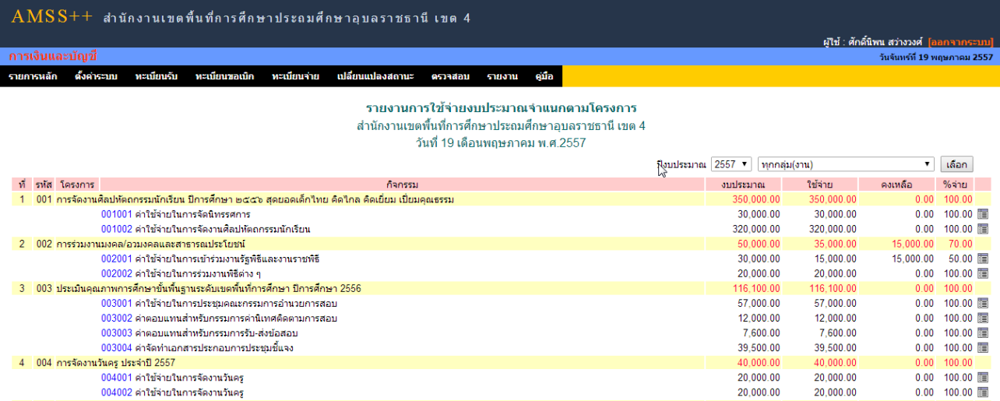 AMSS++ สำนักงานเขตพื้นที่การศึกษาประถมศึกษาอุบลราชธานี เขต 4
ผู้ใช้ : ศักดิ์นิพน สว่างวงศ์ [ออกจากระบบ]
การเงินและบัญชี วันจันทร์ที่ 19 พฤษภาคม 2557
รายการหลัก ตั้งค่าระบบ ทะเบียนรับ ทะเบียนขอเบิก ทะเบียนจ่าย เปลี่ยนแปลงสถานะ ตรวจสอบ รายงาน คู่มือ
รายงานการใช้จ่ายงบประมาณจำแนกตามโครงการ
สำนักงานเขตพื้นที่การศึกษาประถมศึกษาอุบลราชธานี เขต 4
วันที่ 19 เดือนพฤษภาคม พ.ศ.2557
ปีงบประมาณ 2557 ทุกกลุ่ม(งาน) เลือก
ที่ รหัส โครงการ กิจกรรม งบประมาณ ใช้จ่าย คงเหลือ %จ่าย
1 001 การจัดงานศิลปหัตถกรรมนักเรียน ปีการศึกษา ๒๕๕๖ สุดยอดเด็กไทย คิดไกล คิดเยี่ยม เปี่ยมคุณธรรม 350,000.00 350,000.00 0.00 100.00
001001 ค่าใช้จ่ายในการจัดนิทรรศการ 30,000.00 30,000.00 0.00 100.00
001002 ค่าใช้จ่ายในการจัดงานศิลปหัตถกรรมนักเรียน 320,000.00 320,000.00 0.00 100.00
2 002 การร่วมงานมงคล/อวมงคลและสาธารณประโยชน์ 50,000.00 35,000.00 15,000.00 70.00
002001 ค่าใช้จ่ายในการเข้าร่วมงานรัฐพิธีและงานราชพิธี 30,000.00 15,000.00 15,000.00 50.00
002002 ค่าใช้จ่ายในการร่วมงานพิธีต่าง ๆ 20,000.00 20,000.00 0.00 100.00
3 003 ประเมินคุณภาพการศึกษาขั้นพื้นฐานระดับเขตพื้นที่การศึกษา ปีการศึกษา 2556 116,100.00 116,100.00 0.00 100.00
003001 ค่าใช้จ่ายในการประชุมคณะกรรมการอำนวยการสอบ 57,000.00 57,000.00 0.00 100.00
003002 ค่าตอบแทนสำหรับกรรมการค่านิเทศติดตามการสอบ 12,000.00 12,000.00 0.00 100.00
003003 ค่าตอบแทนสำหรับกรรมการรับ-ส่งข้อสอบ 7,600.00 7,600.00 0.00 100.00
003004 ค่าจัดทำเอกสารประกอบการประชุมชี้แจง 39,500.00 39,500.00 0.00 100.00
4 004 การจัดงานวันครู ประจำปี 2557 40,000.00 40,000.00 0.00 100.00
004001 ค่าใช้จ่ายในการจัดงานวันครู 20,000.00 20,000.00 0.00 100.00
004002 ค่าใช้จ่ายในการจัดงานวันครู 20,000.00 20,000.00 0.00 100.00